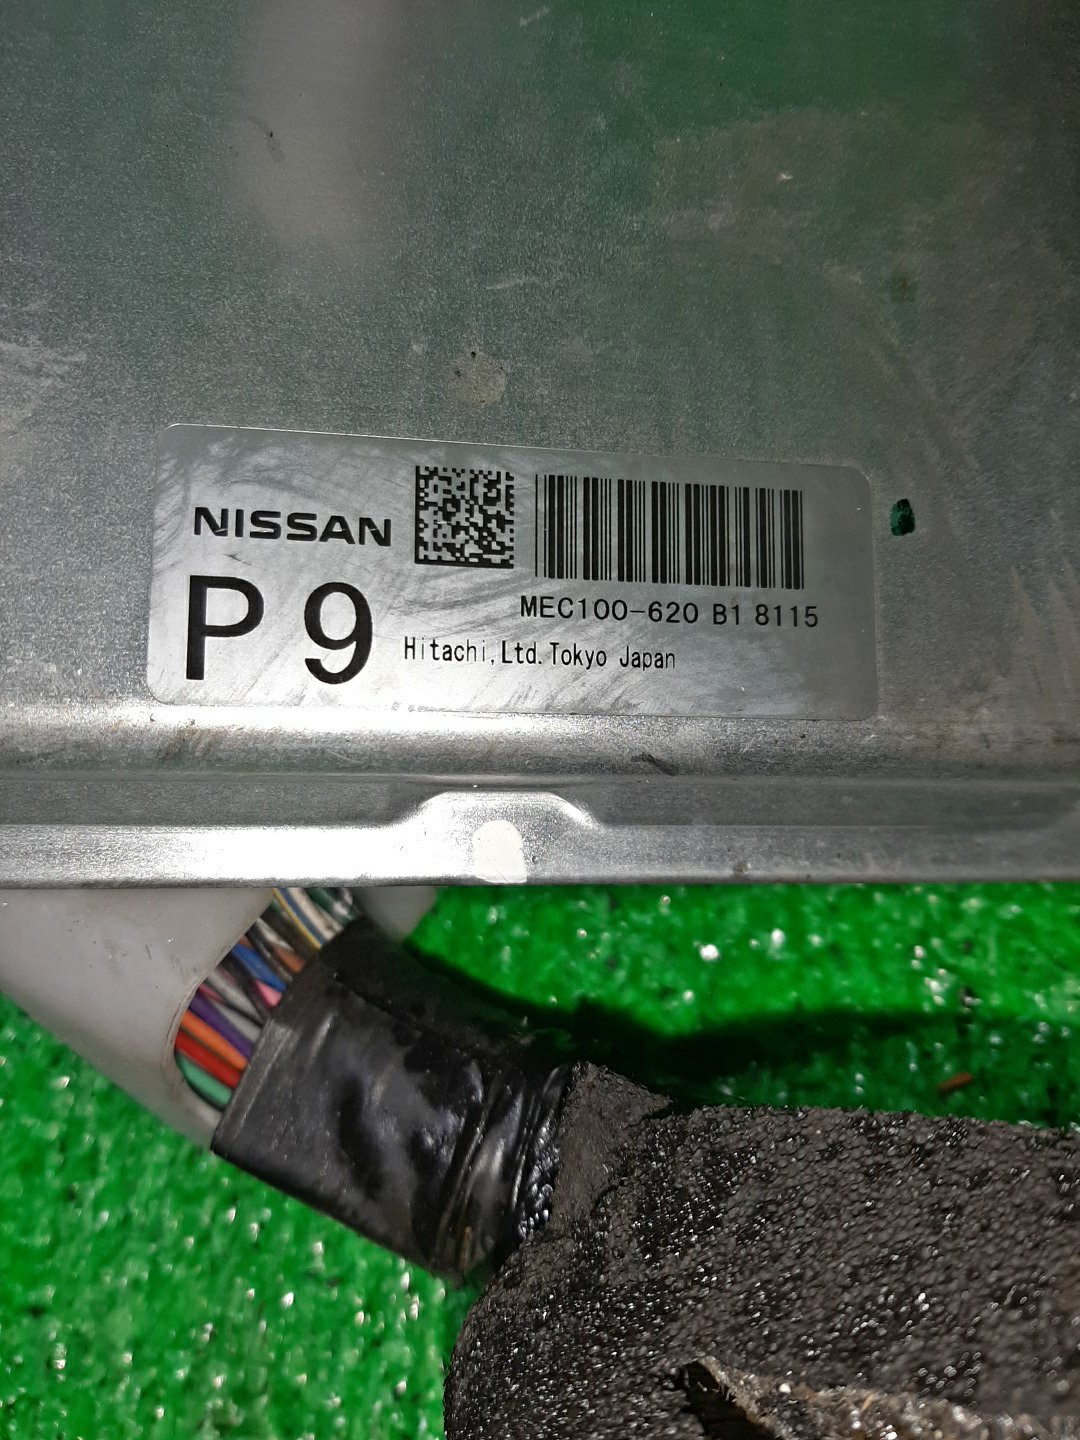 NISSAN
P9
MEC100-620 B1 8115
Hitachi,Ltd.Tokyo Japan